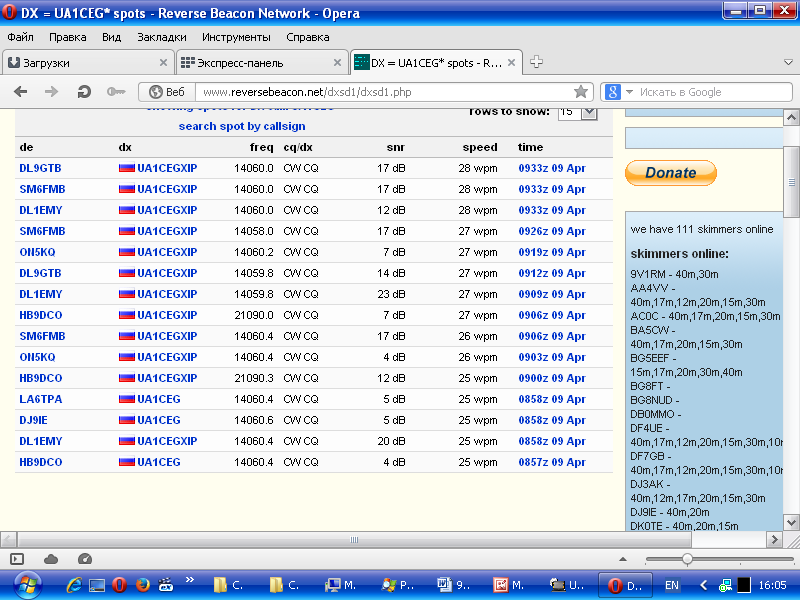 DX = UA1CEG* spots - Reverse Beacon Network - Opera
Файл Правка Вид Закладки Инструменты Справка
Загрузки Экспресс-панель DX = UA1CEG* spots - R...
Веб www.reversebeacon.net/dxsd1/dxsd1.php Искать в Google
rows to show: 15
search spot by callsign
de dx freq cq/dx snr speed time
DL9GTB UA1CEGXIP 14060.0 CW CQ 17 dB 28 wpm 0933z 09 Apr
SM6FMB UA1CEGXIP 14060.0 CW CQ 17 dB 28 wpm 0933z 09 Apr
DL1EMY UA1CEGXIP 14060.0 CW CQ 12 dB 28 wpm 0933z 09 Apr
SM6FMB UA1CEGXIP 14058.0 CW CQ 17 dB 27 wpm 0926z 09 Apr
ON5KQ UA1CEGXIP 14060.2 CW CQ 7 dB 27 wpm 0919z 09 Apr
DL9GTB UA1CEGXIP 14059.8 CW CQ 14 dB 27 wpm 0912z 09 Apr
DL1EMY UA1CEGXIP 14059.8 CW CQ 23 dB 27 wpm 0909z 09 Apr
HB9DCO UA1CEGXIP 21090.0 CW CQ 7 dB 27 wpm 0906z 09 Apr
SM6FMB UA1CEGXIP 14060.4 CW CQ 17 dB 26 wpm 0906z 09 Apr
ON5KQ UA1CEGXIP 14060.4 CW CQ 4 dB 26 wpm 0903z 09 Apr
HB9DCO UA1CEGXIP 21090.3 CW CQ 12 dB 25 wpm 0900z 09 Apr
LA6TPA UA1CEG 14060.4 CW CQ 5 dB 25 wpm 0858z 09 Apr
DJ9IE UA1CEG 14060.6 CW CQ 5 dB 25 wpm 0858z 09 Apr
DL1EMY UA1CEGXIP 14060.4 CW CQ 20 dB 25 wpm 0858z 09 Apr
HB9DCO UA1CEG 14060.4 CW CQ 4 dB 25 wpm 0857z 09 Apr
Donate
we have 111 skimmers online
skimmers online:
9V1RM - 40m,30m
AA4VV -
40m,17m,12m,20m,15m,30m
AC0C - 40m,17m,20m,15m,30m
BA5CW -
40m,17m,20m,15m,30m
BG5EEF -
15m,17m,20m,30m,40m
BG8FT -
BG8NUD -
DB0MMO -
DF4UE -
40m,17m,12m,20m,15m,30m,10m
DF7GB -
40m,17m,12m,20m,15m,30m,10m
DJ3AK -
40m,12m,17m,20m,15m,30m
DJ9IE - 40m,20m
DK0TE - 40m,20m,15m
С. С. М. Р.. 9.. М. U.. D.. EN 16:05